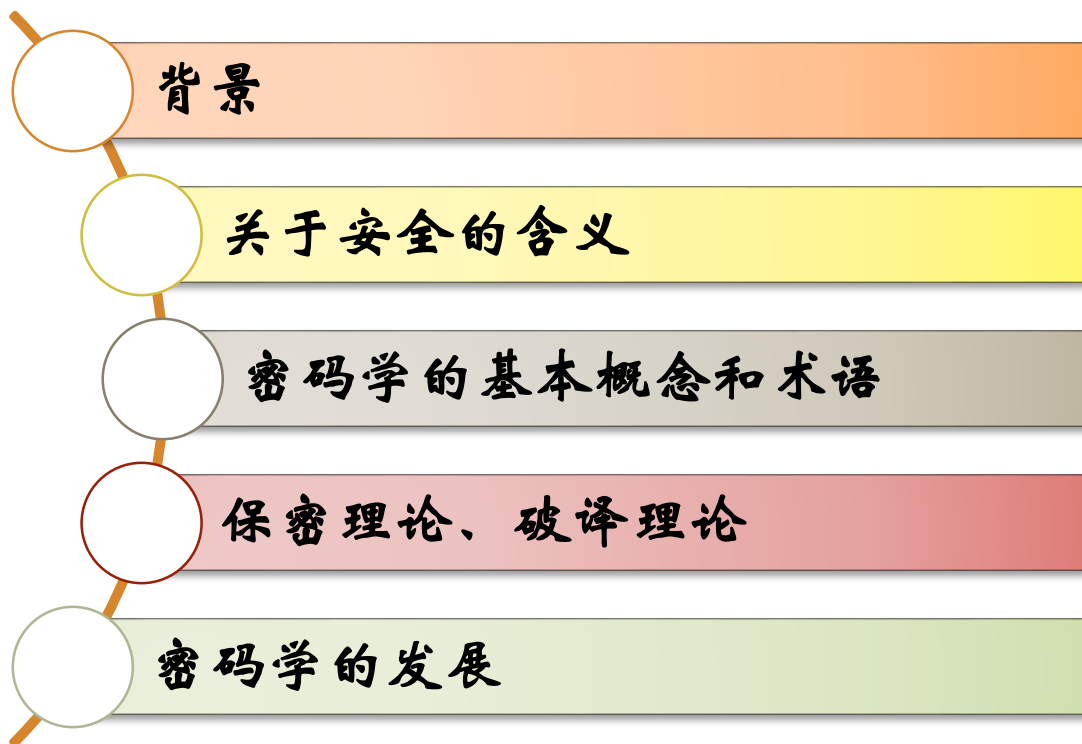 背景
关于安全的含义
密码学的基本概念和术语
保密理论、破译理论
密码学的发展